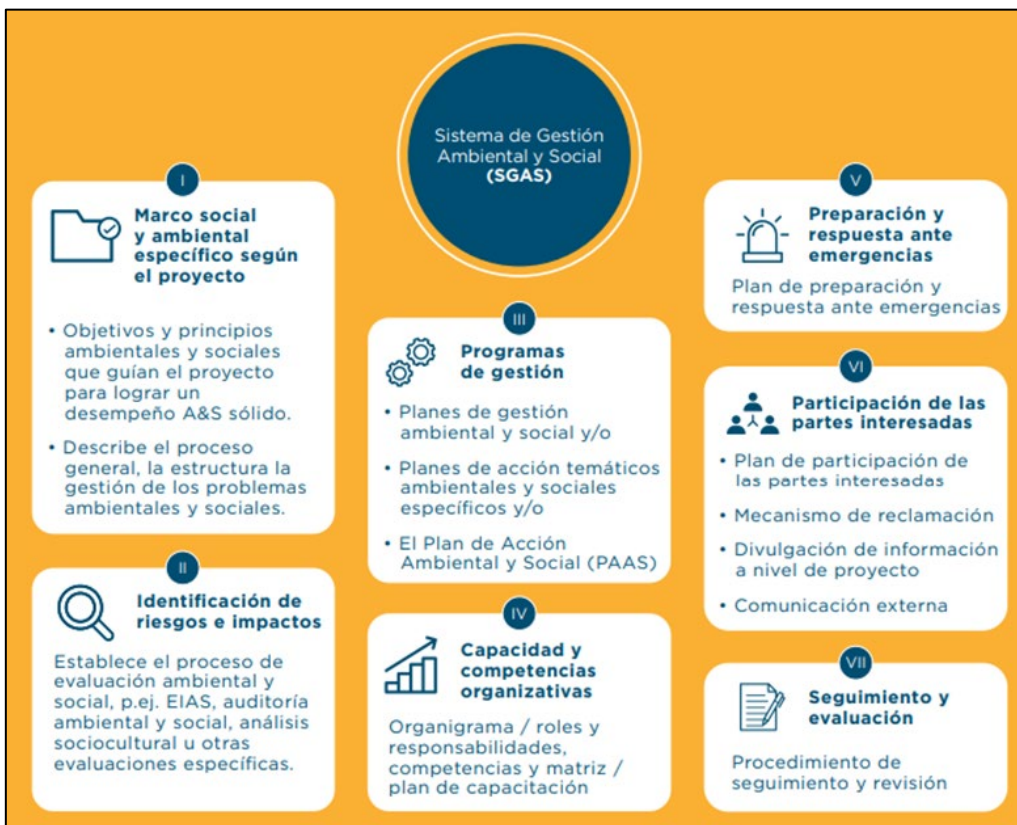 Sistema de Gestión
Ambiental y Social
(SGAS)
I
Marco social
y ambiental
específico según
el proyecto
• Objetivos y principios
ambientales y sociales
que guían el proyecto
para lograr un
desempeño A&S sólido.
• Describe el proceso
general, la estructura la
gestión de los problemas
ambientales y sociales.
II
Identificación de
riesgos e impactos
Establece el proceso de
evaluación ambiental y
social, p.ej. EIAS, auditoría
ambiental y social, análisis
sociocultural u otras
evaluaciones específicas.
III
Programas
de gestión
• Planes de gestión
ambiental y social y/o
• Planes de acción temáticos
ambientales y sociales
específicos y/o
• El Plan de Acción
Ambiental y Social (PAAS)
IV
Capacidad y
competencias
organizativas
Organigrama / roles y
responsabilidades,
competencias y matriz /
plan de capacitación
V
Preparación y
respuesta ante
emergencias
Plan de preparación y
respuesta ante emergencias
VI
Participación de las
partes interesadas
• Plan de participación de
las partes interesadas
• Mecanismo de reclamación
• Divulgación de información
a nivel de proyecto
• Comunicación externa
VII
Seguimiento y
evaluación
Procedimiento de
seguimiento y revisión